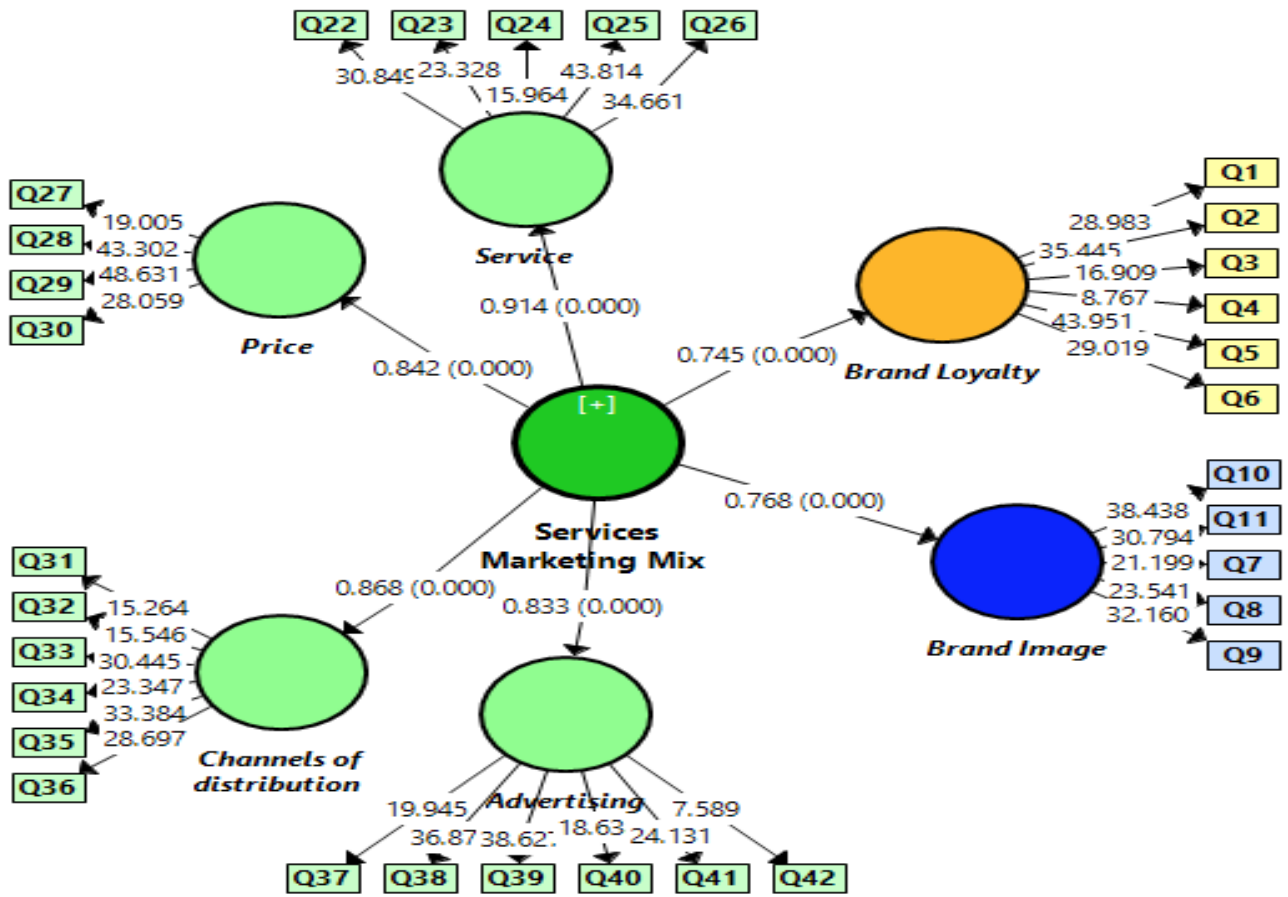 Q22
Q23
Q24
Q25
Q26
30.849
23.328
15.964
43.814
34.661
Service
Q27
Q28
Q29
Q30
19.005
43.302
48.631
28.059
Price
Q1
Q2
Q3
Q4
Q5
Q6
28.983
35.445
16.909
8.767
43.951
29.019
Brand Loyalty
0.914 (0.000)
0.842 (0.000)
0.745 (0.000)
[+]
Services
Marketing Mix
0.768 (0.000)
0.868 (0.000)
0.833 (0.000)
Q10
Q11
Q7
Q8
Q9
38.438
30.794
21.199
23.541
32.160
Brand Image
Q31
Q32
Q33
Q34
Q35
Q36
15.264
15.546
30.445
23.347
33.384
28.697
Channels of
distribution
Advertising
19.945
36.87
38.62
18.63
24.131
7.589
Q37
Q38
Q39
Q40
Q41
Q42